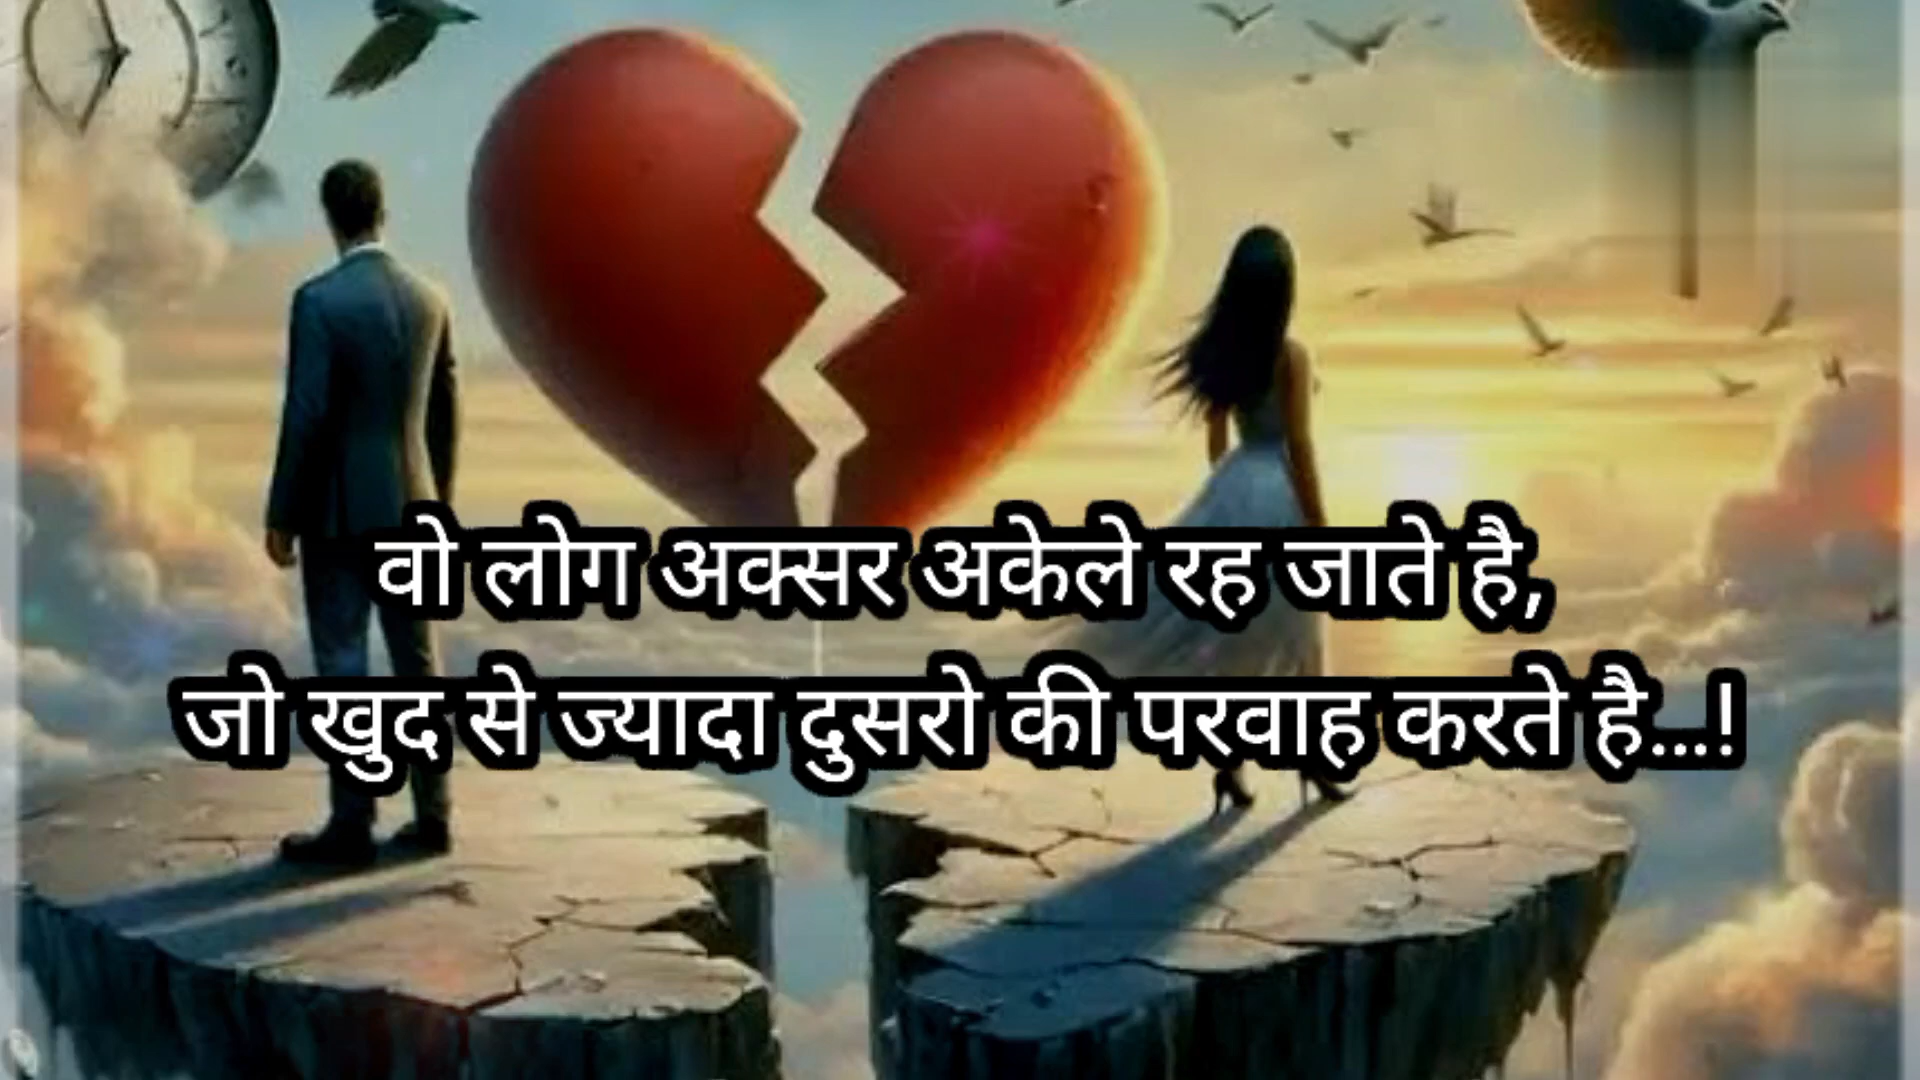 वो लोग अक्सर अकेले रह जाते है,
जो खुद से ज्यादा दुसरो की परवाह करते है...!